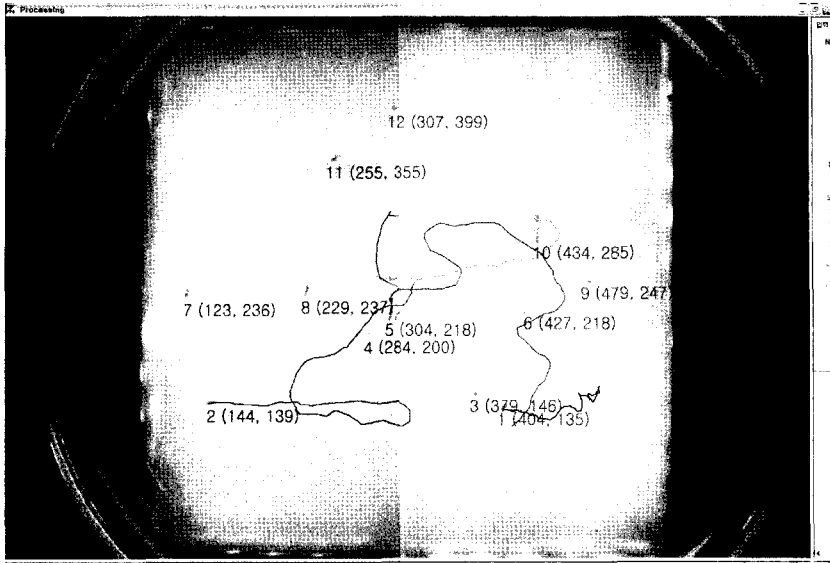 Processing
12 (307, 399)
11 (255, 355)
10 (434, 285)
9 (479, 247)
7 (123, 236)
8 (229, 237)
6 (427, 218)
5 (304, 218)
4 (284, 200)
3 (379, 146)
2 (144, 139)
1 (404, 135)